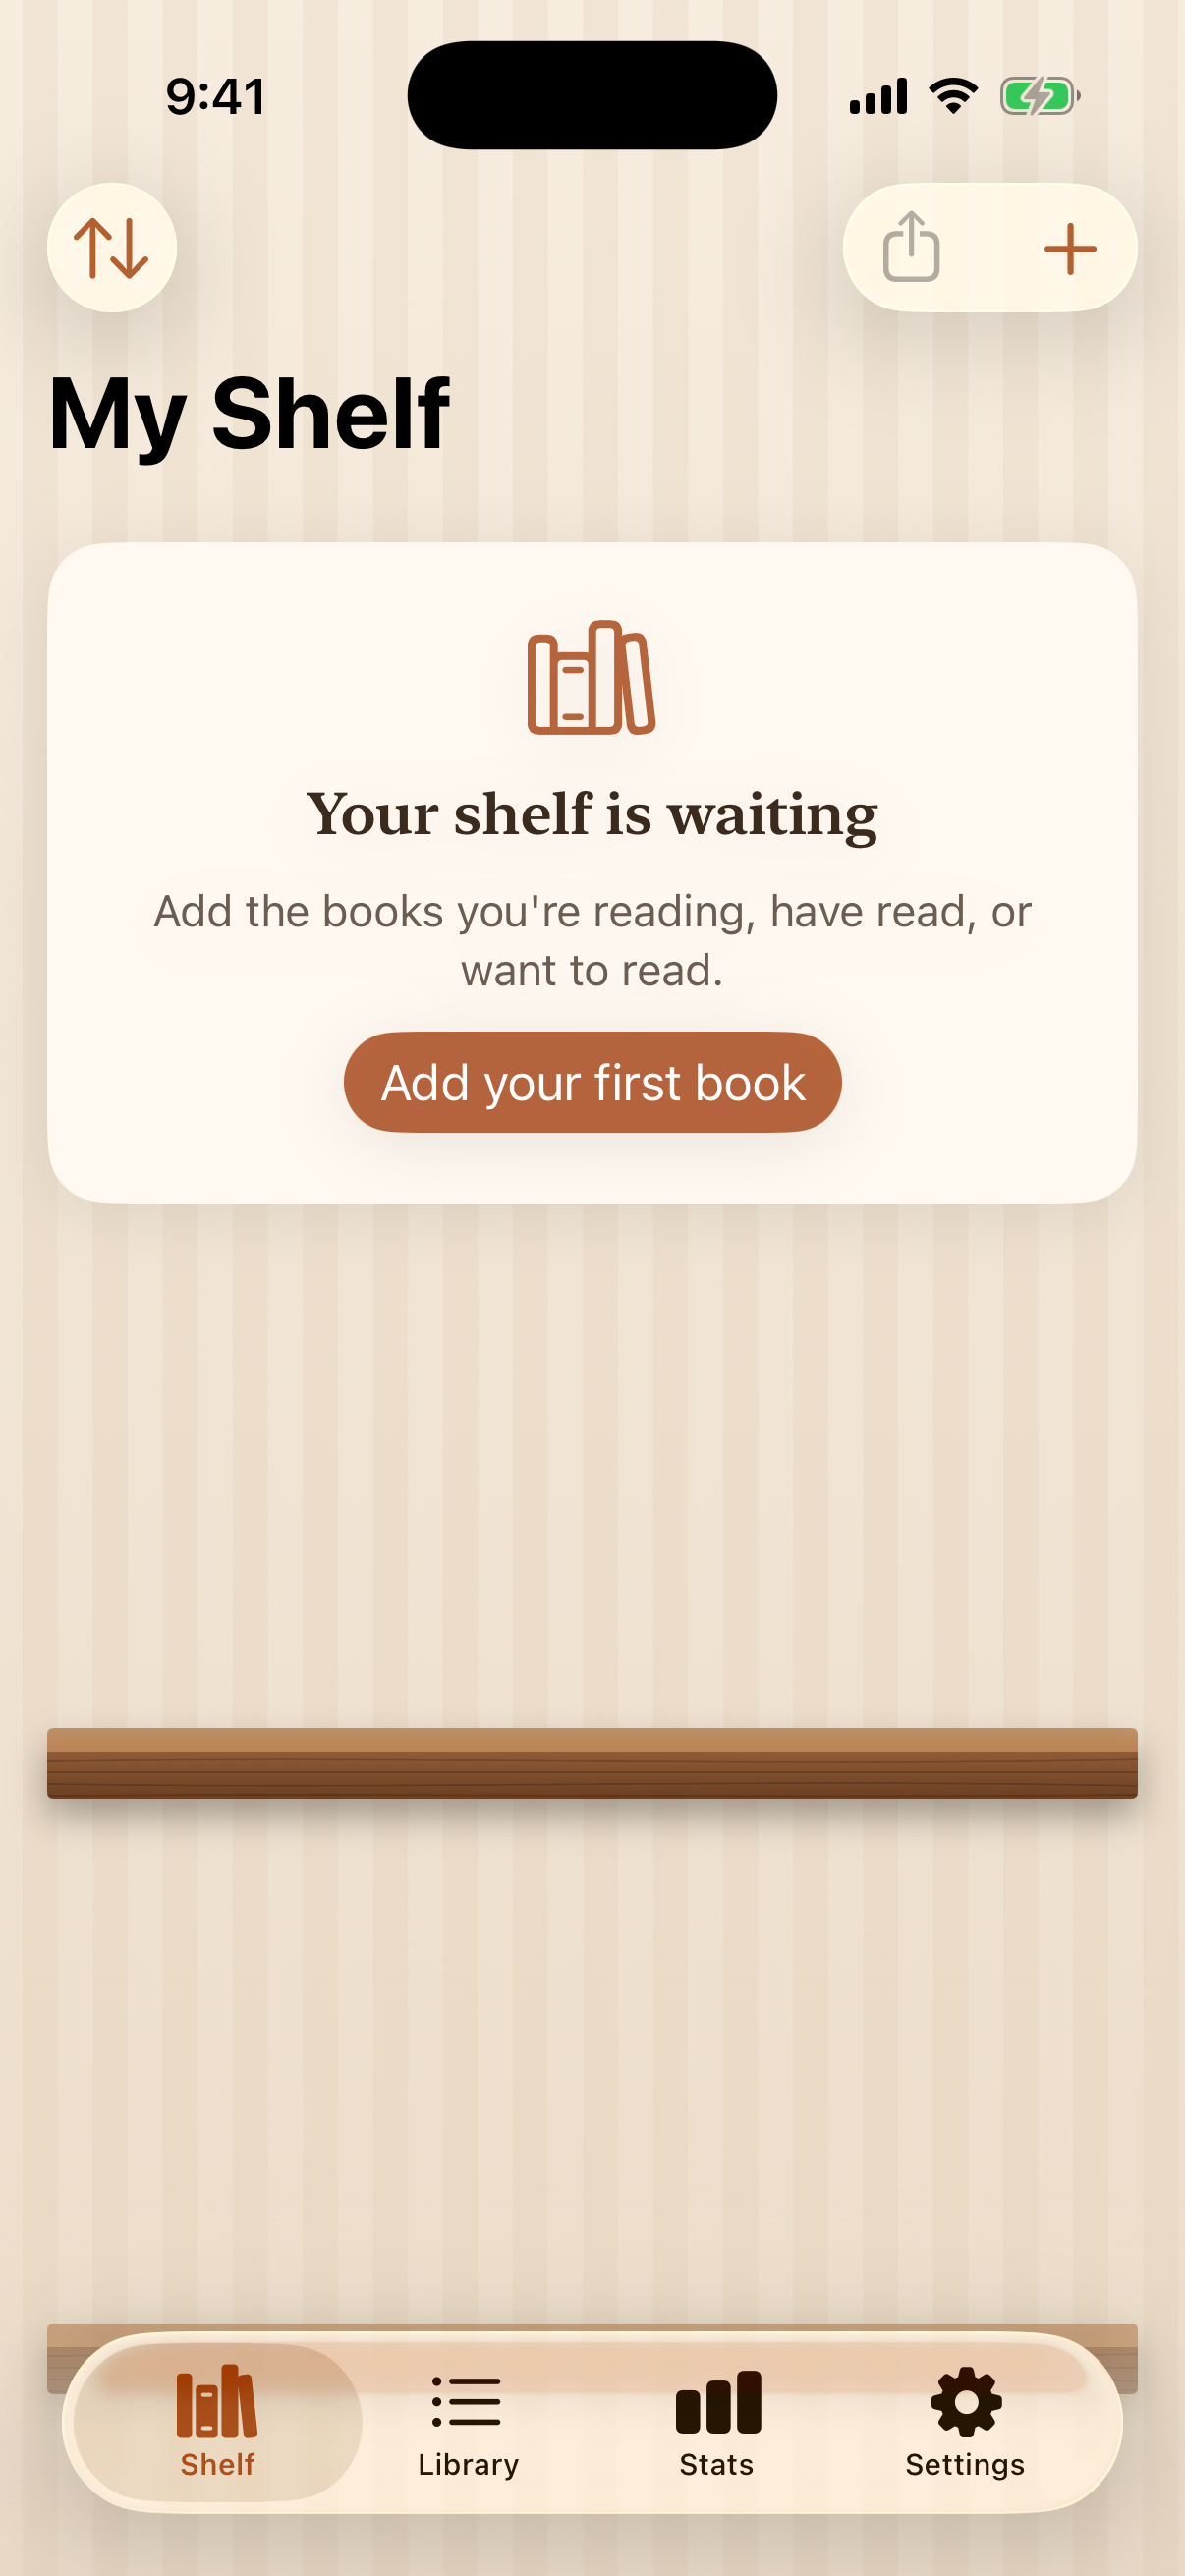 9:41
My Shelf
Your shelf is waiting
Add the books you're reading, have read, or
want to read.
Add your first book
Shelf
Library
Stats
Settings